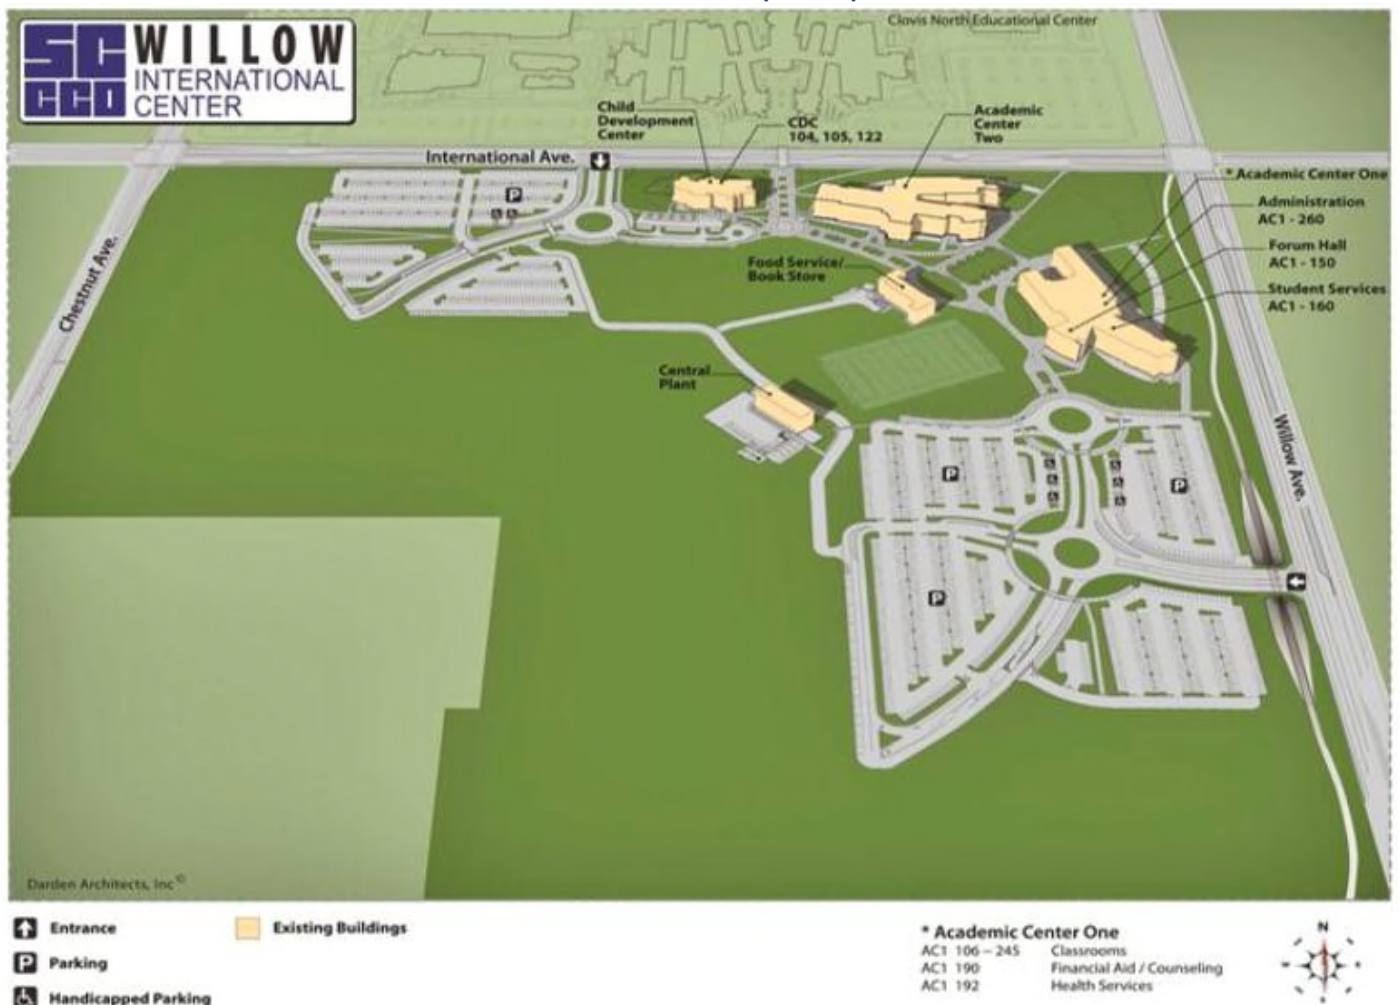 SC
CCD
WILLOW
INTERNATIONAL
CENTER
Clovis North Educational Center
Child
Development
Center
CDC
104, 105, 122
Academic
Center
Two
International Ave.
* Academic Center One
Administration
AC1 - 260
Forum Hall
AC1 - 150
Student Services
AC1 - 160
Food Service/
Book Store
Chestnut Ave.
P
Central
Plant
Willow Ave.
P
P
P
Darden Architects, Inc ©
Entrance
Existing Buildings
P Parking
Handicapped Parking
* Academic Center One
AC1 106 – 245 Classrooms
AC1 190 Financial Aid / Counseling
AC1 192 Health Services
N